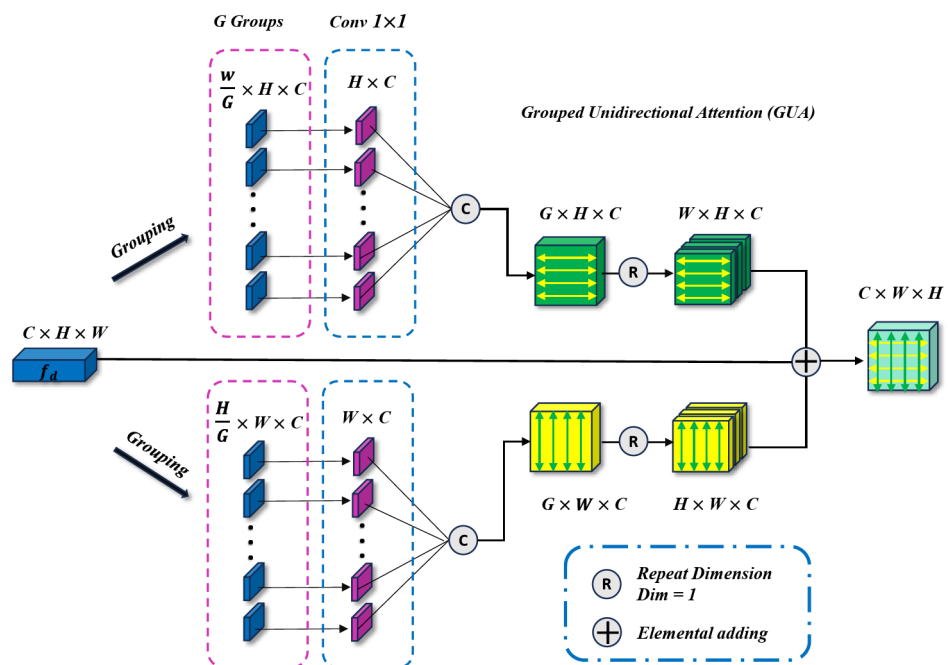 G Groups
Conv 1×1
w/G × H × C
H × C
Grouped Unidirectional Attention (GUA)
Grouping
C
G × H × C
W × H × C
R
C × W × H
C × H × W
f_d
+
H/G × W × C
W × C
Grouping
R
C
G × W × C
H × W × C
R
Repeat Dimension
Dim = 1
+
Elemental adding